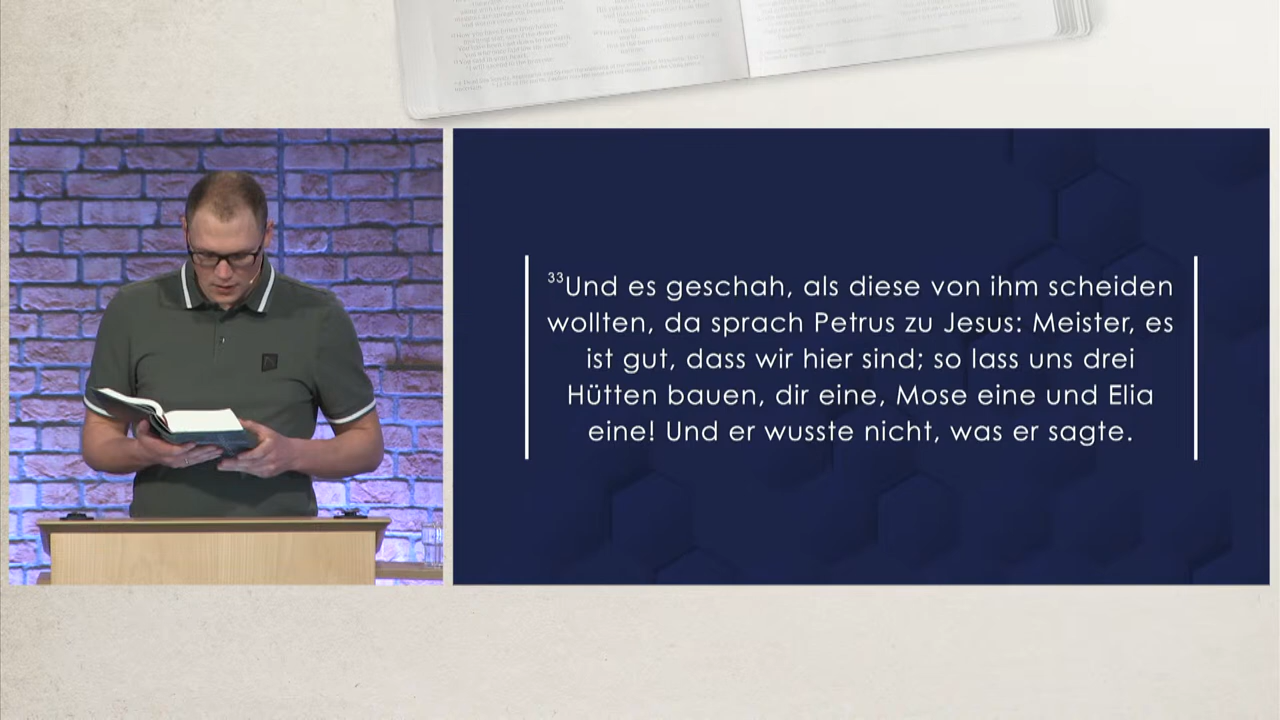 ³³Und es geschah, als diese von ihm scheiden
wollten, da sprach Petrus zu Jesus: Meister, es
ist gut, dass wir hier sind; so lass uns drei
Hütten bauen, dir eine, Mose eine und Elia
eine! Und er wusste nicht, was er sagte.